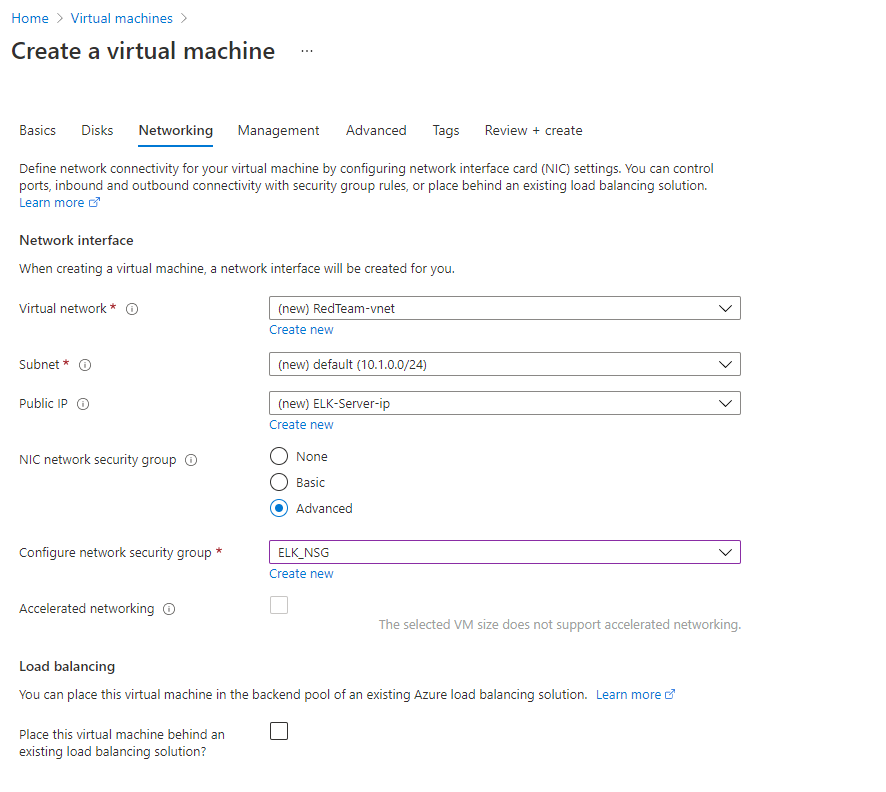 Home > Virtual machines >
Create a virtual machine ...
Basics Disks Networking Management Advanced Tags Review + create
Define network connectivity for your virtual machine by configuring network interface card (NIC) settings. You can control
ports, inbound and outbound connectivity with security group rules, or place behind an existing load balancing solution.
Learn more
Network interface
When creating a virtual machine, a network interface will be created for you.
Virtual network * (new) RedTeam-vnet
Create new
Subnet * (new) default (10.1.0.0/24)
Public IP (new) ELK-Server-ip
Create new
NIC network security group
None
Basic
Advanced
Configure network security group * ELK_NSG
Create new
Accelerated networking
The selected VM size does not support accelerated networking.
Load balancing
You can place this virtual machine in the backend pool of an existing Azure load balancing solution. Learn more
Place this virtual machine behind an
existing load balancing solution?